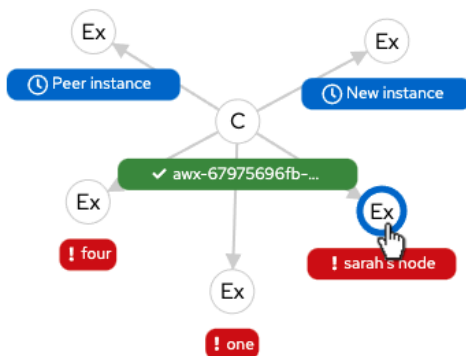 Ex
Ex
Peer instance
New instance
C
awx-67975696fb-...
Ex
Ex
! four
! sarah's node
Ex
! one